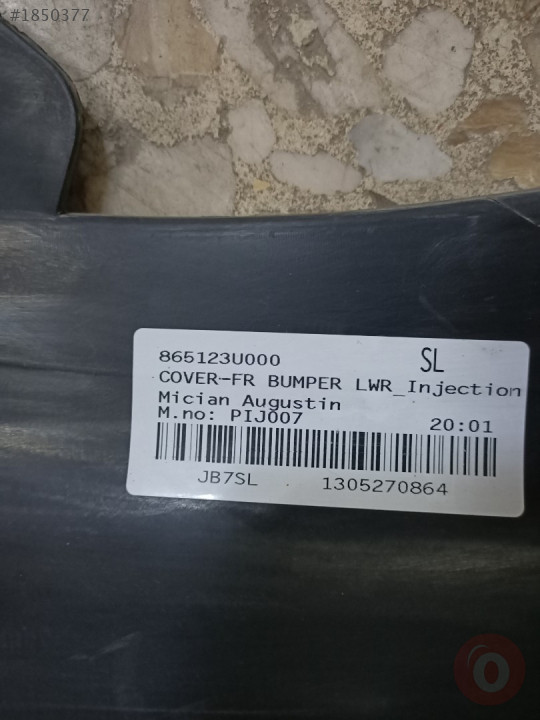 #1850377
865123U000 SL
COVER-FR BUMPER LWR_Injection
Mician Augustin
M.no: PIJ007 20:01
JB7SL 1305270864